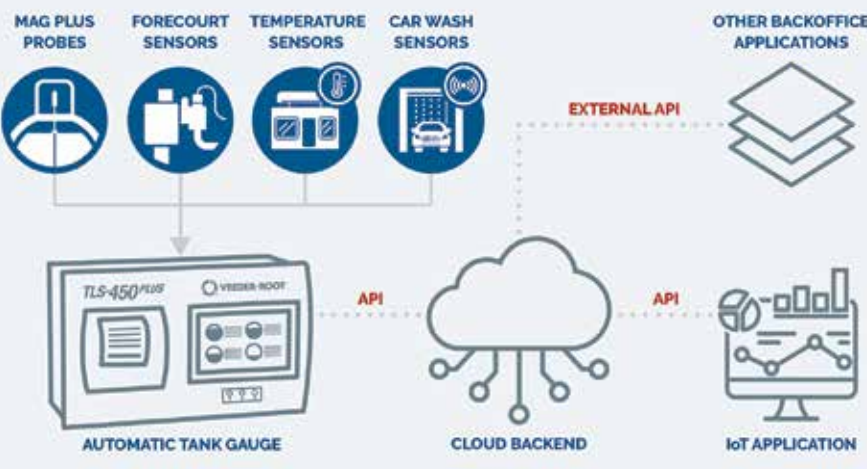 MAG PLUS
PROBES
FORECOURT
SENSORS
TEMPERATURE
SENSORS
CAR WASH
SENSORS
OTHER BACKOFFICE
APPLICATIONS
EXTERNAL API
TLS-450PLUS
VEEDER-ROOT
API
API
AUTOMATIC TANK GAUGE
CLOUD BACKEND
IoT APPLICATION